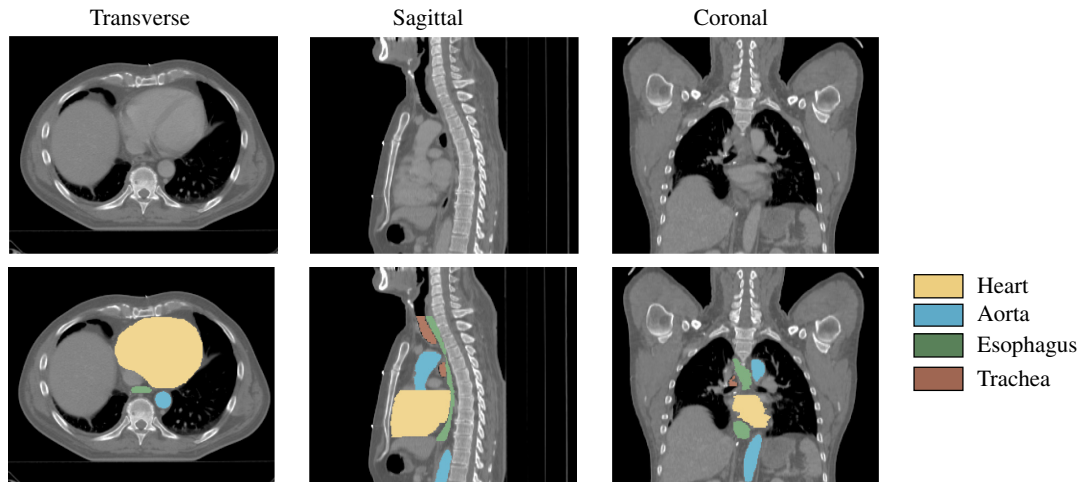 Transverse
Sagittal
Coronal
Heart
Aorta
Esophagus
Trachea